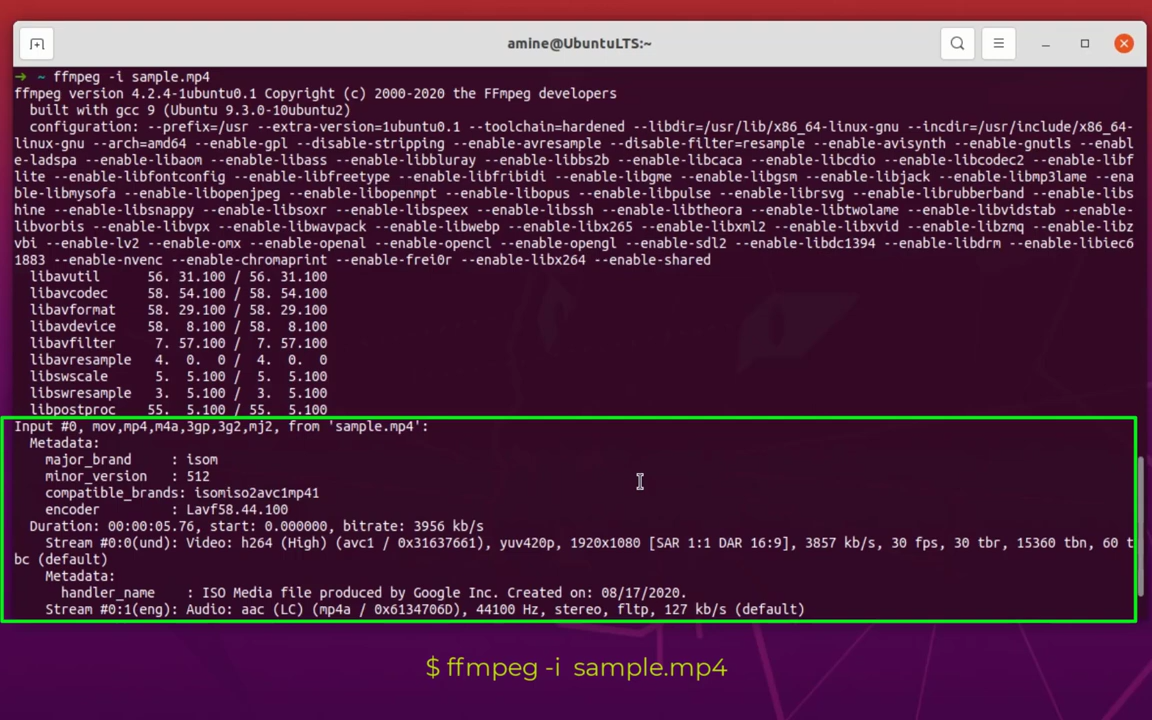 amine@UbuntuLTS:~
→ ~ ffmpeg -i sample.mp4
ffmpeg version 4.2.4-1ubuntu0.1 Copyright (c) 2000-2020 the FFmpeg developers
built with gcc 9 (Ubuntu 9.3.0-10ubuntu2)
configuration: --prefix=/usr --extra-version=1ubuntu0.1 --toolchain=hardened --libdir=/usr/lib/x86_64-linux-gnu --incdir=/usr/include/x86_64-
linux-gnu --arch=amd64 --enable-gpl --disable-stripping --enable-avresample --disable-filter=resample --enable-avisynth --enable-gnutls --enabl
e-ladspa --enable-libaom --enable-libass --enable-libbluray --enable-libbs2b --enable-libcaca --enable-libcdio --enable-libcodec2 --enable-libf
lite --enable-libfontconfig --enable-libfreetype --enable-libfribidi --enable-libgme --enable-libgsm --enable-libjack --enable-libmp3lame --ena
ble-libmysofa --enable-libopenjpeg --enable-libopenmpt --enable-libopus --enable-libpulse --enable-librsvg --enable-librubberband --enable-libs
hine --enable-libsnappy --enable-libsoxr --enable-libspeex --enable-libssh --enable-libtheora --enable-libtwolame --enable-libvidstab --enable-
libvorbis --enable-libvpx --enable-libwavpack --enable-libwebp --enable-libx265 --enable-libxml2 --enable-libxvid --enable-libzmq --enable-libz
vbi --enable-lv2 --enable-omx --enable-openal --enable-opencl --enable-opengl --enable-sdl2 --enable-libdc1394 --enable-libdrm --enable-libiec6
1883 --enable-nvenc --enable-chromaprint --enable-frei0r --enable-libx264 --enable-shared
libavutil 56. 31.100 / 56. 31.100
libavcodec 58. 54.100 / 58. 54.100
libavformat 58. 29.100 / 58. 29.100
libavdevice 58. 8.100 / 58. 8.100
libavfilter 7. 57.100 / 7. 57.100
libavresample 4. 0. 0 / 4. 0. 0
libswscale 5. 5.100 / 5. 5.100
libswresample 3. 5.100 / 3. 5.100
libpostproc 55. 5.100 / 55. 5.100
Input #0, mov,mp4,m4a,3gp,3g2,mj2, from 'sample.mp4':
Metadata:
major_brand : isom
minor_version : 512
compatible_brands: isomiso2avc1mp41
encoder : Lavf58.44.100
Duration: 00:00:05.76, start: 0.000000, bitrate: 3956 kb/s
Stream #0:0(und): Video: h264 (High) (avc1 / 0x31637661), yuv420p, 1920x1080 [SAR 1:1 DAR 16:9], 3857 kb/s, 30 fps, 30 tbr, 15360 tbn, 60 t
bc (default)
Metadata:
handler_name : ISO Media file produced by Google Inc. Created on: 08/17/2020.
Stream #0:1(eng): Audio: aac (LC) (mp4a / 0x6134706D), 44100 Hz, stereo, fltp, 127 kb/s (default)
$ ffmpeg -i sample.mp4